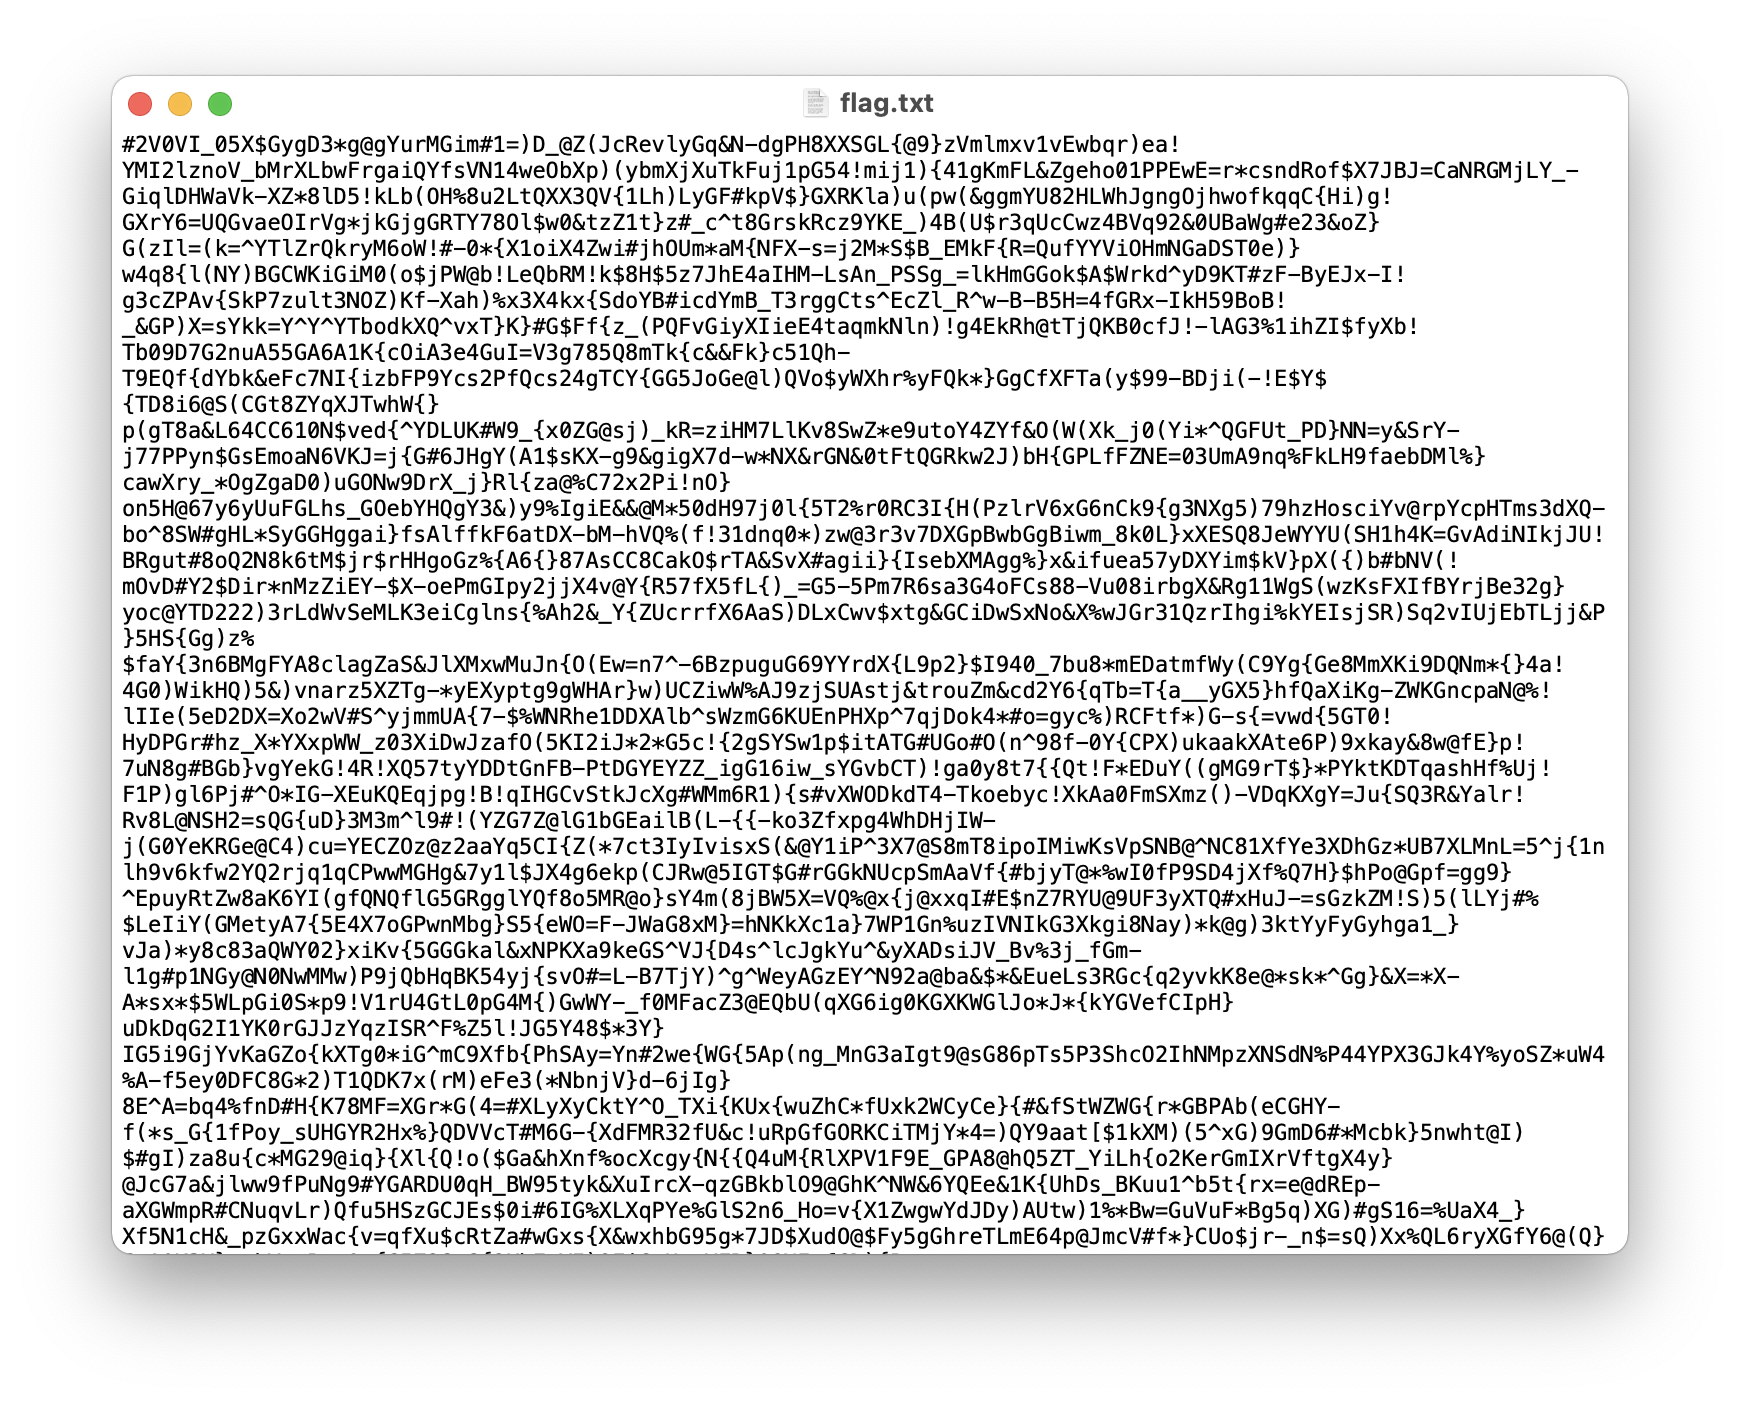 flag.txt
#2V0VI_05X$GygD3*g@gYurMGim#1=)D_@Z(JcRevlyGq&N-dgPH8XXSGL{@9}zVmlmxv1vEwbqr)ea!
YMI2lznoV_bMrXLbwFrgaiQYfsVN14weObXp)(ybmXjXuTkFuj1pG54!mij1){41gKmFL&Zgeho01PPEwE=r*csndRof$X7JBJ=CaNRGMjLY_-
GiqlDHWaVk-XZ*8lD5!kLb(OH%8u2LtQXX3QV{1Lh)LyGF#kpV$}GXRKla)u(pw(&ggmYU82HLWhJgngOjhwofkqqC{Hi)g!
GXrY6=UQGvaeOIrVg*jkGjgGRTY78Ol$w0&tzZ1t}z#_c^t8GrskRcz9YKE_)4B(U$r3qUcCwz4BVq92&0UBaWg#e23&oZ}
G(zIl=(k=^YTlZrQkryM6oW!#-0*{X1oiX4Zwi#jhOUm*aM{NFX-s=j2M*S$B_EMkF{R=QufYYViOHmNGaDST0e)}
w4q8{l(NY)BGCWKiGiM0(o$jPW@b!LeQbRM!k$8H$5z7JhE4aIHM-LsAn_PSSg_=lkHmGGok$A$Wrkd^yD9KT#zF-ByEJx-I!
g3cZPAv{SkP7zult3NOZ)Kf-Xah)%x3X4kx{SdoYB#icdYmB_T3rggCts^EcZl_R^w-B-B5H=4fGRx-IkH59BoB!
_&GP)X=sYkk=Y^Y^YTbodkXQ^vxT}K}#G$Ff{z_(PQFvGiyXIieE4taqmkNln)!g4EkRh@tTjQKB0cfJ!-lAG3%1ihZI$fyXb!
Tb09D7G2nuA55GA6A1K{cOiA3e4GuI=V3g785Q8mTk{c&&Fk}c51Qh-
T9EQf{dYbk&eFc7NI{izbFP9Ycs2PfQcs24gTCY{GG5JoGe@l)QVo$yWXhr%yFQk*}GgCfXFTa(y$99-BDji(-!E$Y$
{TD8i6@S(CGt8ZYqXJTwhW{}
p(gT8a&L64CC610N$ved{^YDLUK#W9_{x0ZG@sj)_kR=ziHM7LlKv8SwZ*e9utoY4ZYf&O(W(Xk_j0(Yi*^QGFUt_PD}NN=y&SrY-
j77PPyn$GsEmoaN6VKJ=j{G#6JHgY(A1$sKX-g9&gigX7d-w*NX&rGN&0tFtQGRkw2J)bH{GPLfFZNE=03UmA9nq%FkLH9faebDMl%}
cawXry_*OgZgaD0)uGONw9DrX_j}Rl{za@%C72x2Pi!nO}
on5H@67y6yUuFGLhs_GOebYHQgY3&)y9%IgiE&&@M*50dH97j0l{5T2%r0RC3I{H(PzlrV6xG6nCk9{g3NXg5)79hzHosciYv@rpYcpHTms3dXQ-
bo^8SW#gHL*SyGGHggai}fsAlffkF6atDX-bM-hVQ%(f!31dnq0*)zw@3r3v7DXGpBwbGgBiwm_8k0L}xXESQ8JeWYYU(SH1h4K=GvAdiNIkjJU!
BRgut#8oQ2N8k6tM$jr$rHHgoGz%{A6{}87AsCC8CakO$rTA&SvX#agii}{IsebXMAgg%}x&ifuea57yDXYim$kV}pX({)b#bNV(!
mOvD#Y2$Dir*nMzZiEY-$X-oePmGIpy2jjX4v@Y{R57fX5fL{)_=G5-5Pm7R6sa3G4oFCs88-Vu08irbgX&Rg11WgS(wzKsFXIfBYrjBe32g}
yoc@YTD222)3rLdWvSeMLK3eiCglns{%Ah2&_Y{ZUcrrfX6AaS)DLxCwv$xtg&GCiDwSxNo&X%wJGr31QzrIhgi%kYEIsjSR)Sq2vIUjEbTLjj&P
}5HS{Gg)z%
$faY{3n6BMgFYA8clagZaS&JlXMxwMuJn{O(Ew=n7^-6BzpuguG69YYrdX{L9p2}$I940_7bu8*mEDatmfWy(C9Yg{Ge8MmXKi9DQNm*{}4a!
4G0)WikHQ)5&)vnarz5XZTg-*yEXyptg9gWHAr}w)UCZiwW%AJ9zjSUAstj&trouZm&cd2Y6{qTb=T{a__yGX5}hfQaXiKg-ZWKGncpaN@%!
lIIe(5eD2DX=Xo2wV#S^yjmmUA{7-$%WNRhe1DDXAlb^sWzmG6KUEnPHXp^7qjDok4*#o=gyc%)RCFtf*)G-s{=vwd{5GT0!
HyDPGr#hz_X*YXxpWW_z03XiDwJzafO(5KI2iJ*2*G5c!{2gSYSw1p$itATG#UGo#O(n^98f-0Y{CPX)ukaakXAte6P)9xkay&8w@fE}p!
7uN8g#BGb}vgYekG!4R!XQ57tyYDDtGnFB-PtDGYEYZZ_igG16iw_sYGvbCT)!ga0y8t7{{Qt!F*EDuY((gMG9rT$}*PYktKDTqashHf%Uj!
F1P)gl6Pj#^O*IG-XEuKQEqjpg!B!qIHGCvStkJcXg#WMm6R1){s#vXWODkdT4-Tkoebyc!XkAa0FmSXmz()-VDqKXgY=Ju{SQ3R&Yalr!
Rv8L@NSH2=sQG{uD}3M3m^l9#!(YZG7Z@lG1bGEailB(L-{{-ko3Zfxpg4WhDHjIW-
j(G0YeKRGe@C4)cu=YECZOz@z2aaYq5CI{Z(*7ct3IyIvisxS(&@Y1iP^3X7@S8mT8ipoIMiwKsVpSNB@^NC81XfYe3XDhGz*UB7XLMnL=5^j{1n
lh9v6kfw2YQ2rjq1qCPwwMGHg&7y1l$JX4g6ekp(CJRw@5IGT$G#rGGkNUcpSmAaVf{#bjyT@*%wI0fP9SD4jXf%Q7H}$hPo@Gpf=gg9}
^EpuyRtZw8aK6YI(gfQNQflG5GRgglYQf8o5MR@o}sY4m(8jBW5X=VQ%@x{j@xxqI#E$nZ7RYU@9UF3yXTQ#xHuJ-=sGzkZM!S)5(lLYj#%
$LeIiY(GMetyA7{5E4X7oGPwnMbg}S5{eWO=F-JWaG8xM}=hNKkXc1a}7WP1Gn%uzIVNIkG3Xkgi8Nay)*k@g)3ktYyFyGyhga1_}
vJa)*y8c83aQWY02}xiKv{5GGGkal&xNPKXa9keGS^VJ{D4s^lcJgkYu^&yXADsiJV_Bv%3j_fGm-
l1g#p1NGy@N0NwMMw)P9jQbHqBK54yj{svO#=L-B7TjY)^g^WeyAGzEY^N92a@ba&$*&EueLs3RGc{q2yvkK8e@*sk*^Gg}&X=*X-
A*sx*$5WLpGi0S*p9!V1rU4GtL0pG4M{)GwWY-_f0MFacZ3@EQbU(qXG6ig0KGXKWGlJo*J*{kYGVefCIpH}
uDkDqG2I1YK0rGJJzYqzISR^F%Z5l!JG5Y48$*3Y}
IG5i9GjYvKaGZo{kXTg0*iG^mC9Xfb{PhSAy=Yn#2we{WG{5Ap(ng_MnG3aIgt9@sG86pTs5P3ShcO2IhNMpzXNSdN%P44YPX3GJk4Y%yoSZ*uW4
%A-f5ey0DFC8G*2)T1QDK7x(rM)eFe3(*NbnjV}d-6jIg}
8E^A=bq4%fnD#H{K78MF=XGr*G(4=#XLyXyCktY^O_TXi{KUx{wuZhC*fUxk2WCyCe}{#&fStWZWG{r*GBPAb(eCGHY-
f(*s_G{1fPoy_sUHGYR2Hx%}QDVVcT#M6G-{XdFMR32fU&c!uRpGfGORKCiTMjY*4=)QY9aat[$1kXM)(5^xG)9GmD6#*Mcbk}5nwht@I)
$#gI)za8u{c*MG29@iq}{Xl{Q!o($Ga&hXnf%ocXcgy{N{{Q4uM{RlXPV1F9E_GPA8@hQ5ZT_YiLh{o2KerGmIXrVftgX4y}
@JcG7a&jlww9fPuNg9#YGARDU0qH_BW95tyk&XuIrcX-qzGBkblO9@GhK^NW&6YQEe&1K{UhDs_BKuu1^b5t{rx=e@dREp-
aXGWmpR#CNuqvLr)Qfu5HSzGCJEs$0i#6IG%XLXqPYe%GlS2n6_Ho=v{X1ZwgwYdJDy)AUtw)1%*Bw=GuVuF*Bg5q)XG)#gS16=%UaX4_}
Xf5N1cH&_pzGxxWac{v=qfXu$cRtZa#wGxs{X&wxhbG95g*7JD$XudO@$Fy5gGhreTLmE64p@JmcV#f*}CUo$jr-_n$=sQ)Xx%QL6ryXGfY6@(Q}